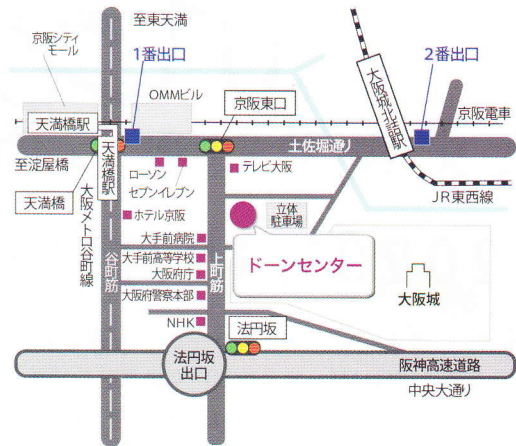 至東天満
京阪シティ
モール
1番出口
2番出口
OMMビル
天満橋駅
京阪東口
大阪城北詰駅
京阪電車
土佐堀通り
至淀屋橋
天満橋駅
ローソン
セブンイレブン
テレビ大阪
天満橋
大阪メトロ谷町線
ホテル京阪
立体
駐車場
JR東西線
大手前病院
大手前高等学校
大阪府庁
大阪府警察本部
谷町筋
上町筋
ドーンセンター
大阪城
NHK
法円坂
法円坂
出口
阪神高速道路
中央大通り